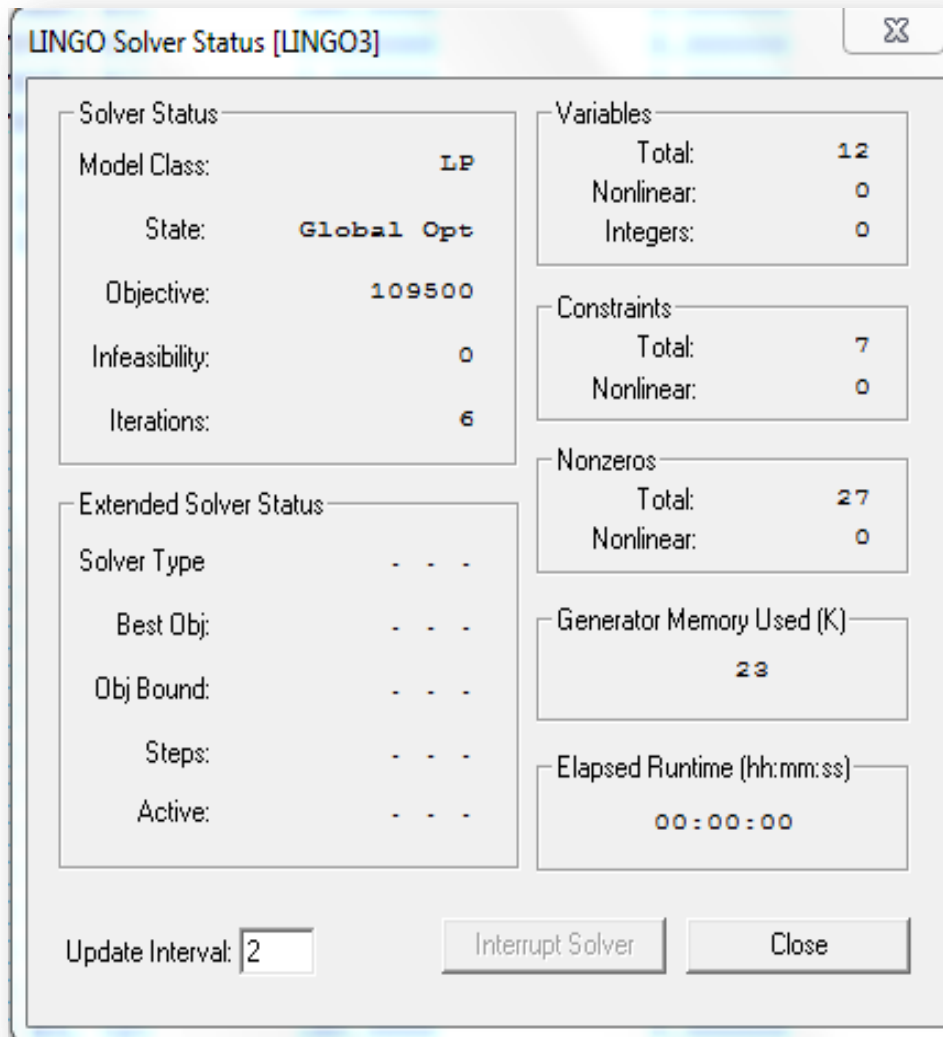 LINGO Solver Status [LINGO3]
Solver Status
Model Class: LP
State: Global Opt
Objective: 109500
Infeasibility: 0
Iterations: 6
Extended Solver Status
Solver Type - - -
Best Obj: - - -
Obj Bound: - - -
Steps: - - -
Active: - - -
Variables
Total: 12
Nonlinear: 0
Integers: 0
Constraints
Total: 7
Nonlinear: 0
Nonzeros
Total: 27
Nonlinear: 0
Generator Memory Used (K)
23
Elapsed Runtime (hh:mm:ss)
00:00:00
Update Interval: 2
Interrupt Solver
Close